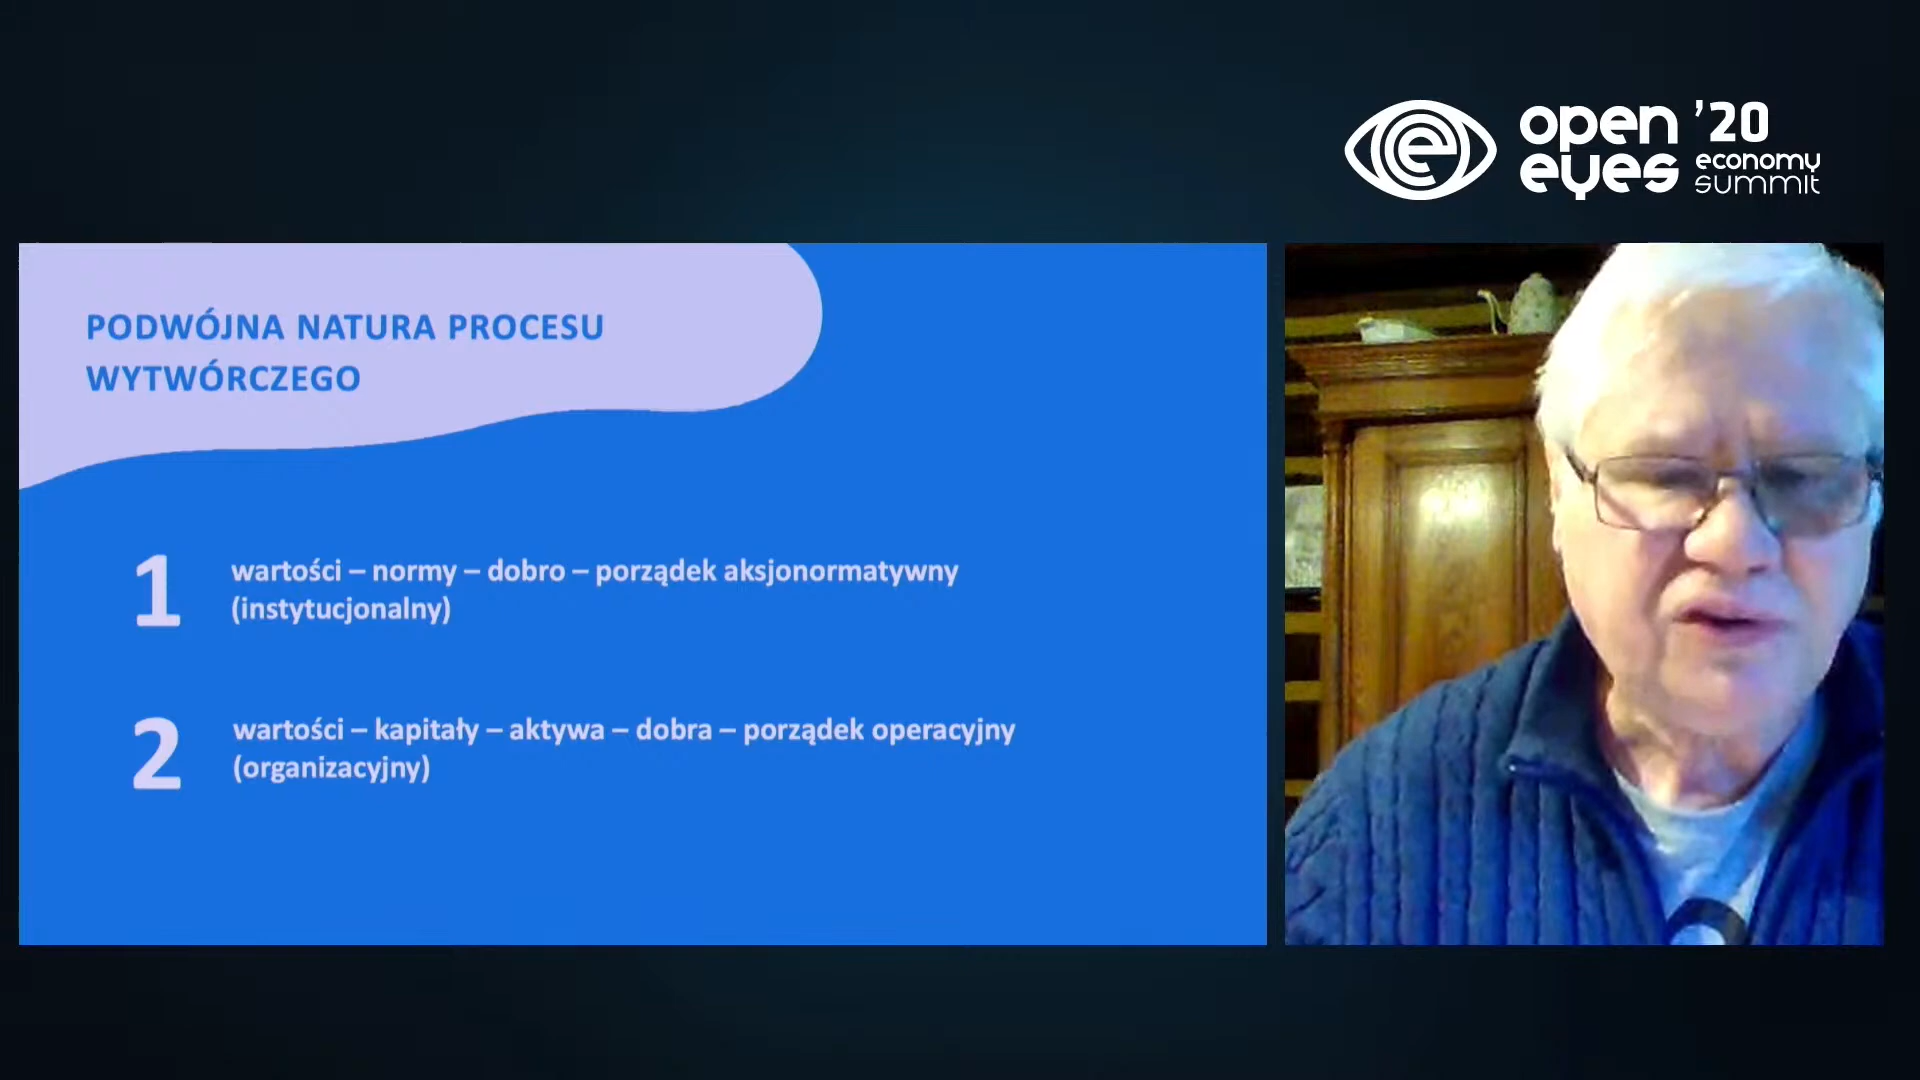 open '20
eyes economy
summit
PODWÓJNA NATURA PROCESU
WYTWÓRCZEGO
1 wartości – normy – dobro – porządek aksjonormatywny
(instytucjonalny)
2 wartości – kapitały – aktywa – dobra – porządek operacyjny
(organizacyjny)